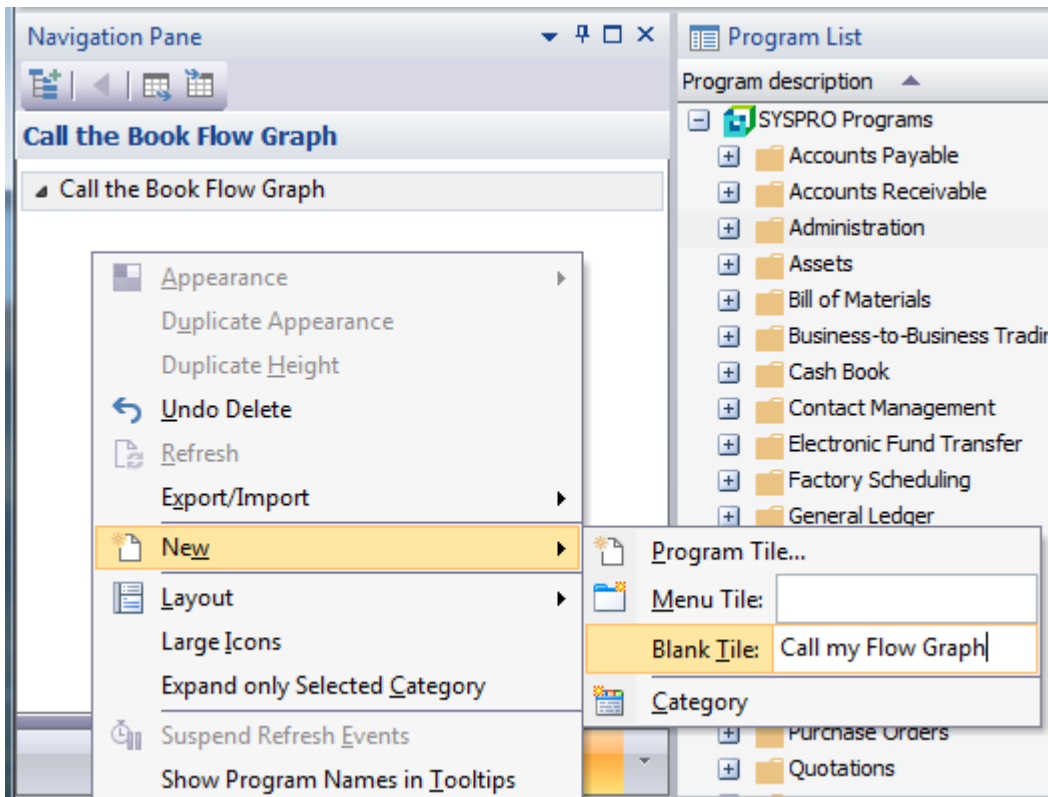 Navigation Pane
Call the Book Flow Graph
Call the Book Flow Graph
Appearance
Duplicate Appearance
Duplicate Height
Undo Delete
Refresh
Export/Import
New
Layout
Large Icons
Expand only Selected Category
Suspend Refresh Events
Show Program Names in Tooltips
Program Tile...
Menu Tile:
Blank Tile: Call my Flow Graph
Category
Program List
Program description
SYSPRO Programs
Accounts Payable
Accounts Receivable
Administration
Assets
Bill of Materials
Business-to-Business
Cash Book
Contact Management
Electronic Fund Transfer
Factory Scheduling
General Ledger
Purchase Orders
Quotations